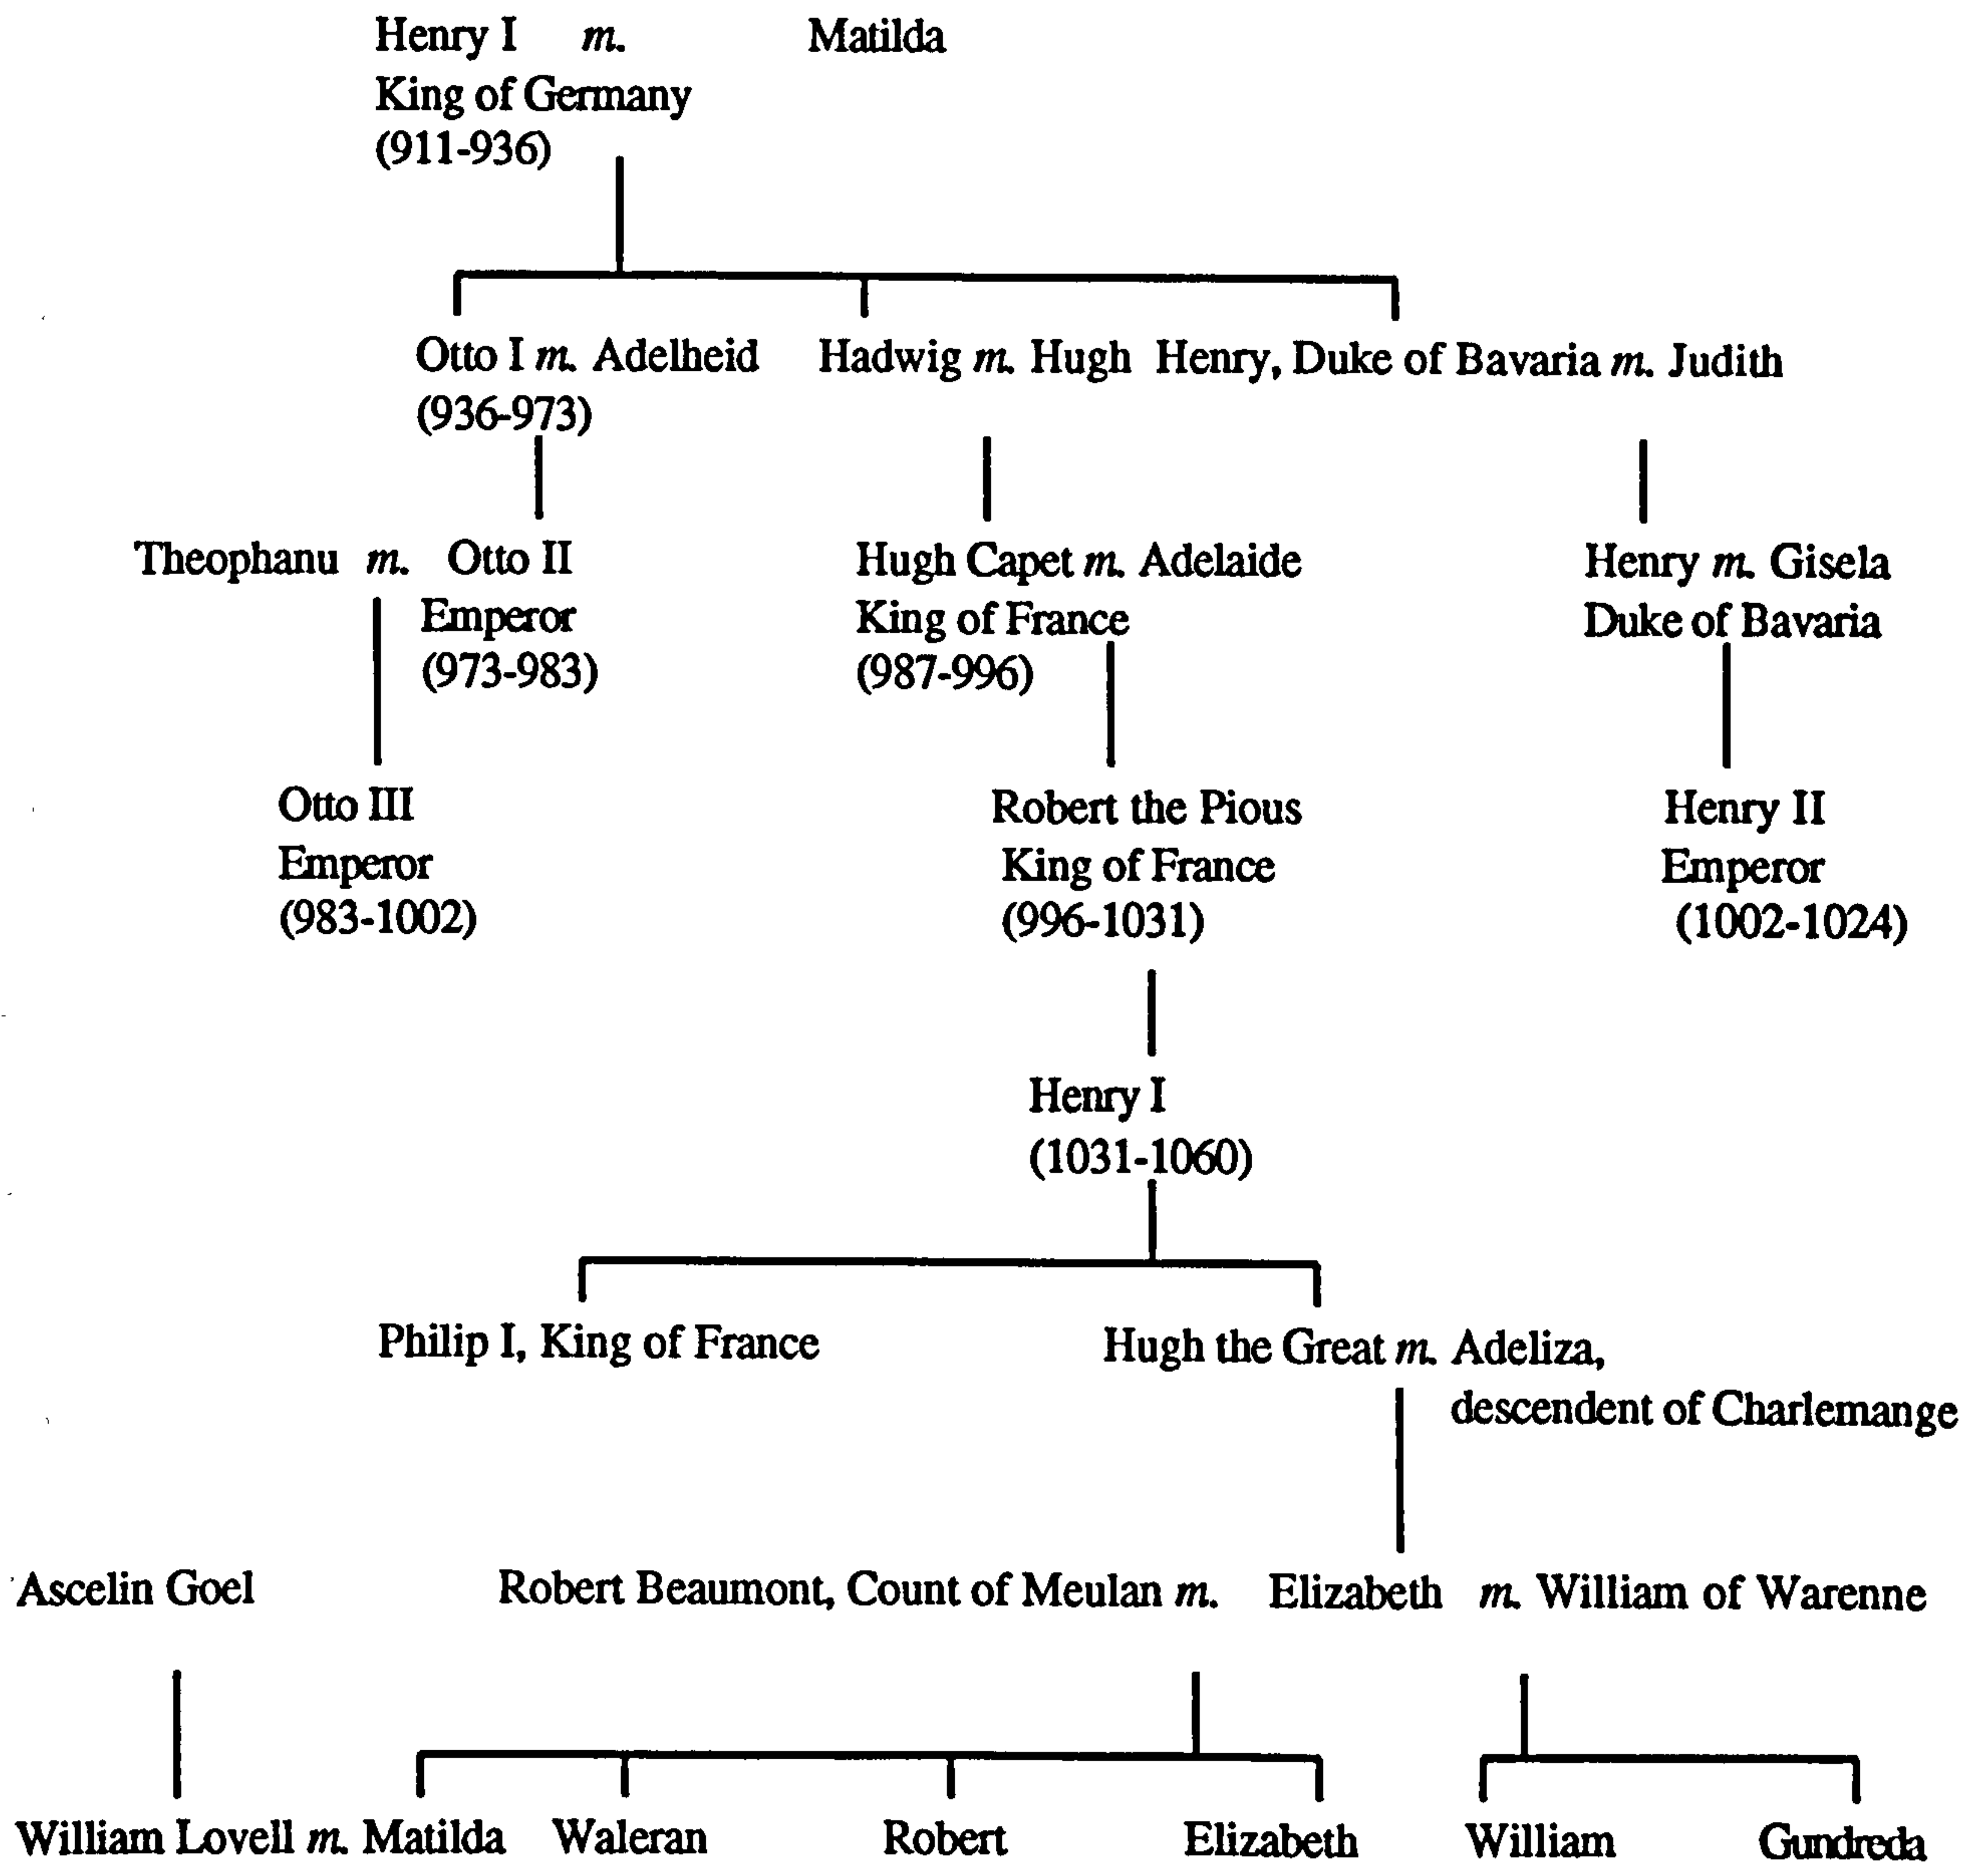 Henry I m. Matilda
King of Germany
(911-936)
Otto I m. Adelheid Hadwig m. Hugh Henry, Duke of Bavaria m. Judith
(936-973)
Theophanu m. Otto II Hugh Capet m. Adelaide Henry m. Gisela
Emperor King of France Duke of Bavaria
(973-983) (987-996)
Otto III Robert the Pious Henry II
Emperor King of France Emperor
(983-1002) (996-1031) (1002-1024)
Henry I
(1031-1060)
Philip I, King of France Hugh the Great m. Adeliza,
descendent of Charlemange
Ascelin Goel Robert Beaumont, Count of Meulan m. Elizabeth m. William of Warenne
William Lovell m. Matilda Waleran Robert Elizabeth William Gundreda